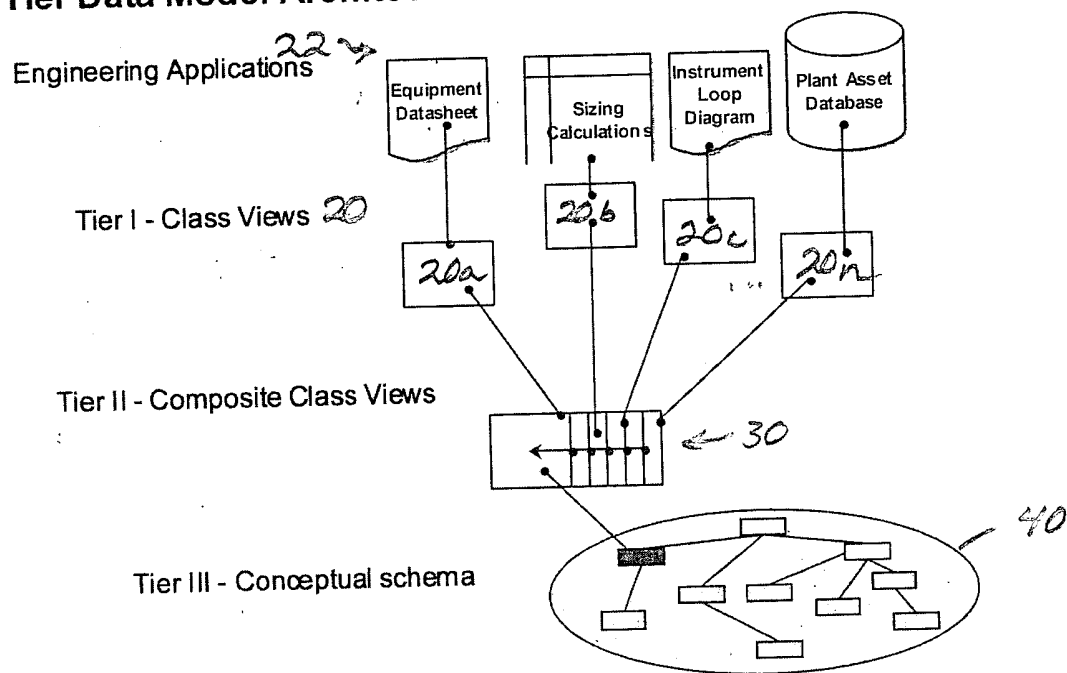 Tier Data Model
22
Engineering Applications
Equipment
Datasheet
Sizing
Calculations
Instrument
Loop
Diagram
Plant Asset
Database
Tier I - Class Views 20
20a
20b
20c
20n
Tier II - Composite Class Views
30
Tier III - Conceptual schema
40